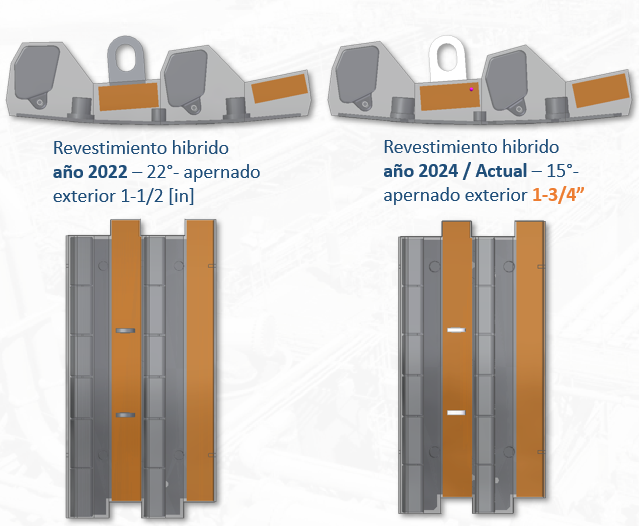 Revestimiento hibrido
año 2022 – 22°- apernado
exterior 1-1/2 [in]
Revestimiento hibrido
año 2024 / Actual – 15°-
apernado exterior 1-3/4”